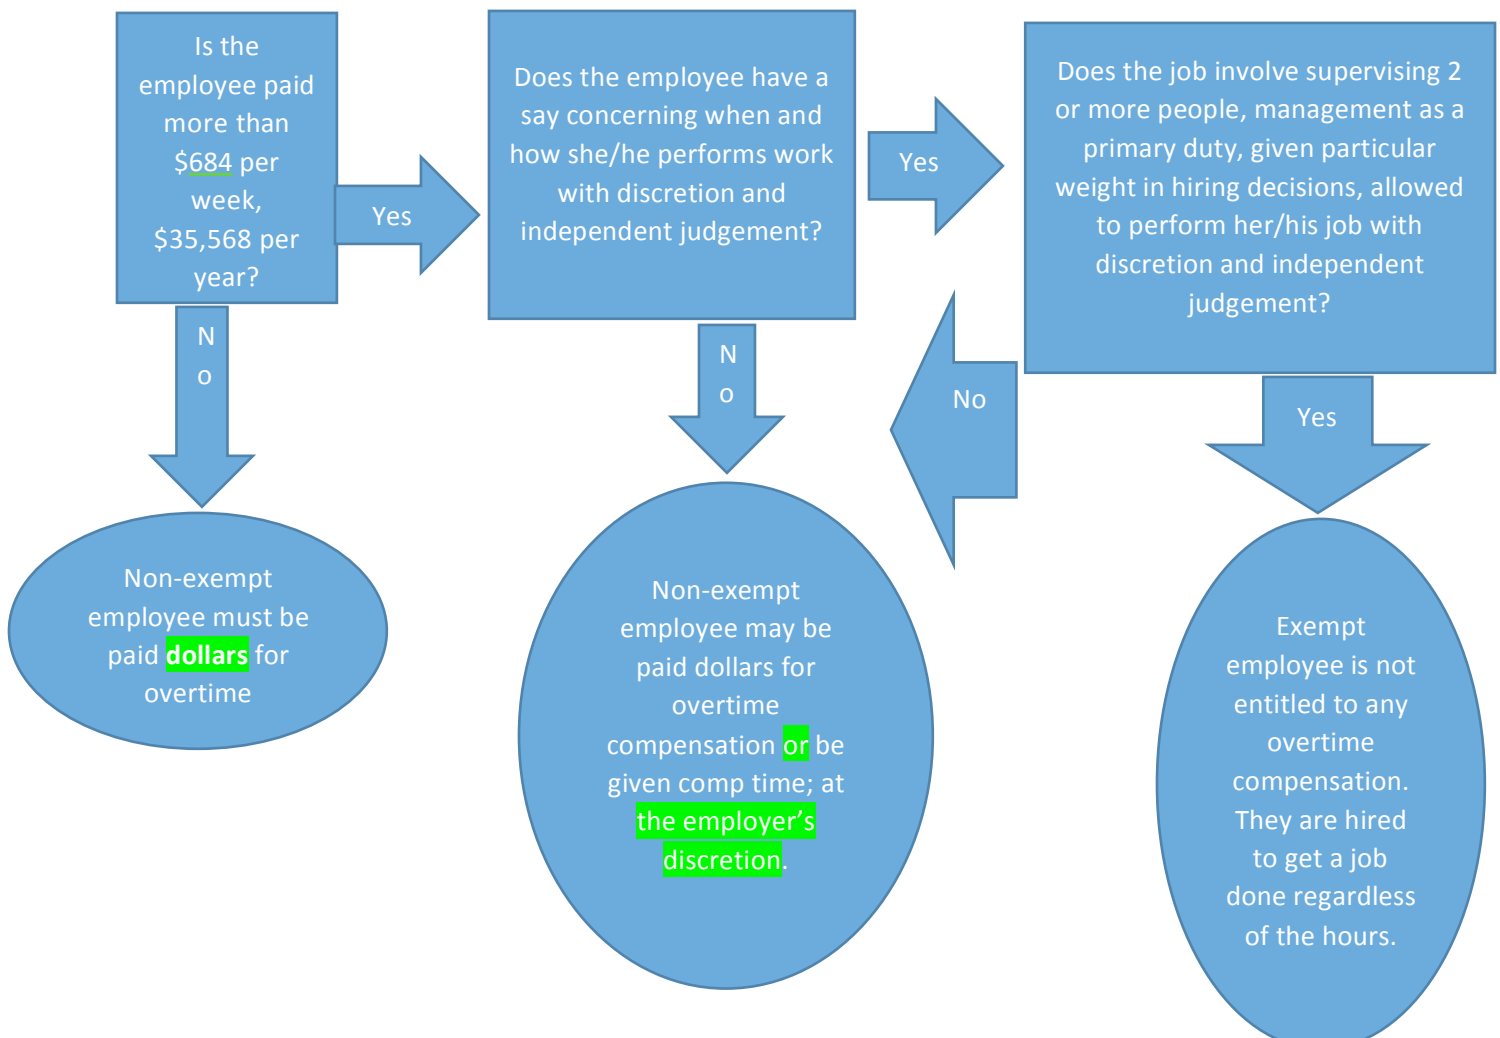 Is the
employee paid
more than
$684 per
week,
$35,568 per
year?
Yes
Does the employee have a
say concerning when and
how she/he performs work
with discretion and
independent judgement?
Yes
Does the job involve supervising 2
or more people, management as a
primary duty, given particular
weight in hiring decisions, allowed
to perform her/his job with
discretion and independent
judgement?
N
o
N
o
No
Yes
Non-exempt
employee must be
paid dollars for
overtime
Non-exempt
employee may be
paid dollars for
overtime
compensation or be
given comp time; at
the employer’s
discretion.
Exempt
employee is not
entitled to any
overtime
compensation.
They are hired
to get a job
done regardless
of the hours.